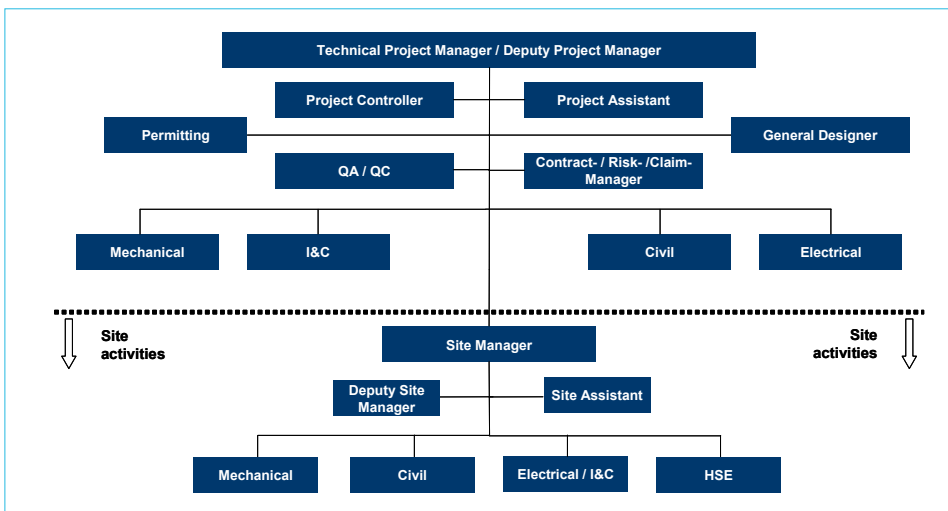 Technical Project Manager / Deputy Project Manager
Project Controller
Project Assistant
Permitting
General Designer
QA / QC
Contract- / Risk- /Claim-
Manager
Mechanical
I&C
Civil
Electrical
Site
activities
Site
activities
Site Manager
Deputy Site
Manager
Site Assistant
Mechanical
Civil
Electrical / I&C
HSE